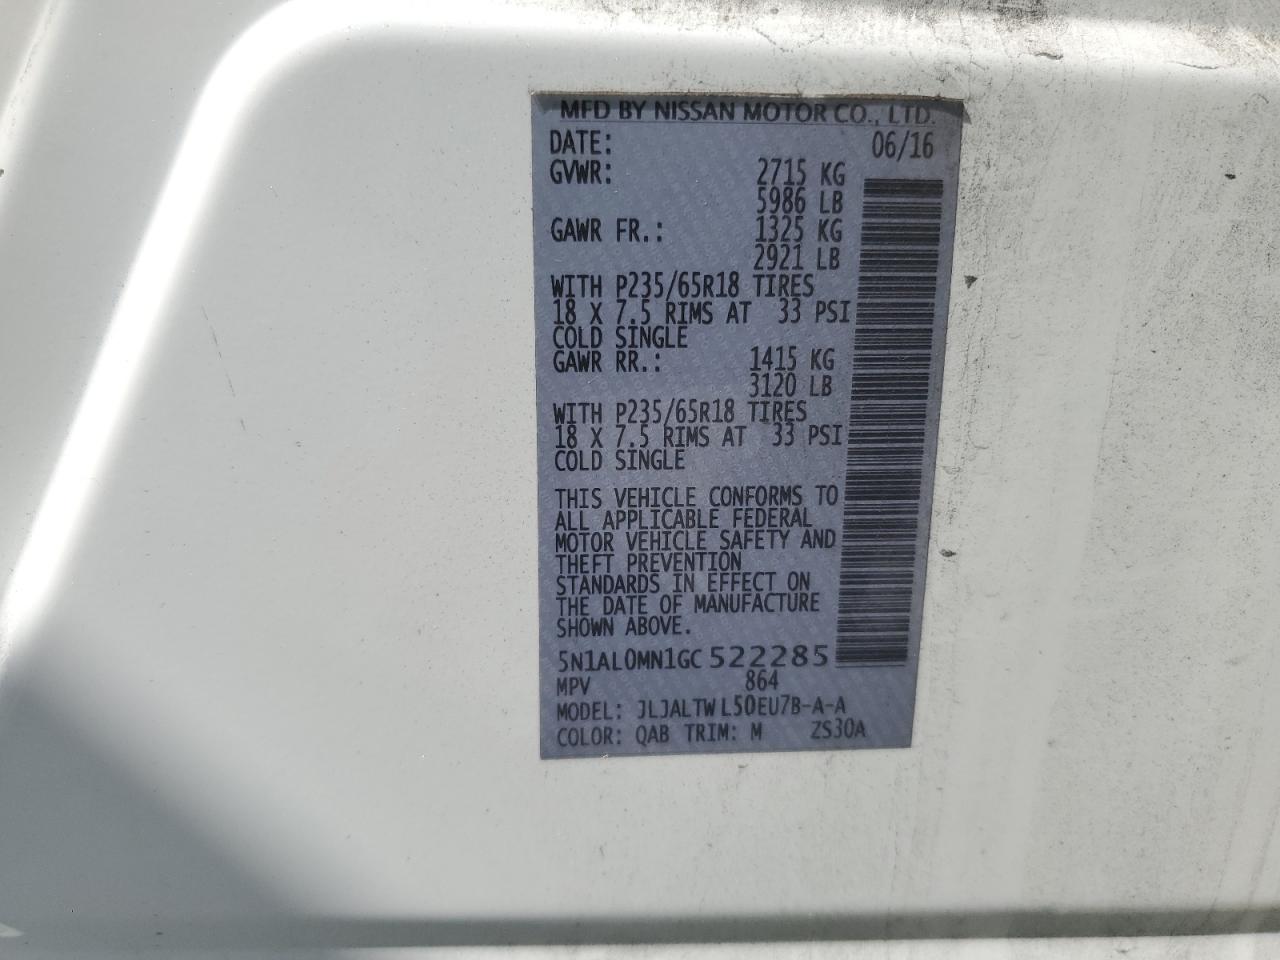 MFD BY NISSAN MOTOR CO., LTD.
DATE: 06/16
GVWR: 2715 KG
5986 LB
GAWR FR.: 1325 KG
2921 LB
WITH P235/65R18 TIRES
18 X 7.5 RIMS AT 33 PSI
COLD SINGLE
GAWR RR.: 1415 KG
3120 LB
WITH P235/65R18 TIRES
18 X 7.5 RIMS AT 33 PSI
COLD SINGLE
THIS VEHICLE CONFORMS TO
ALL APPLICABLE FEDERAL
MOTOR VEHICLE SAFETY AND
THEFT PREVENTION
STANDARDS IN EFFECT ON
THE DATE OF MANUFACTURE
SHOWN ABOVE.
5N1AL0MN1GC522285
MPV 864
MODEL: JLJALTWL50EU7B-A-A
COLOR: QAB TRIM: M ZS30A